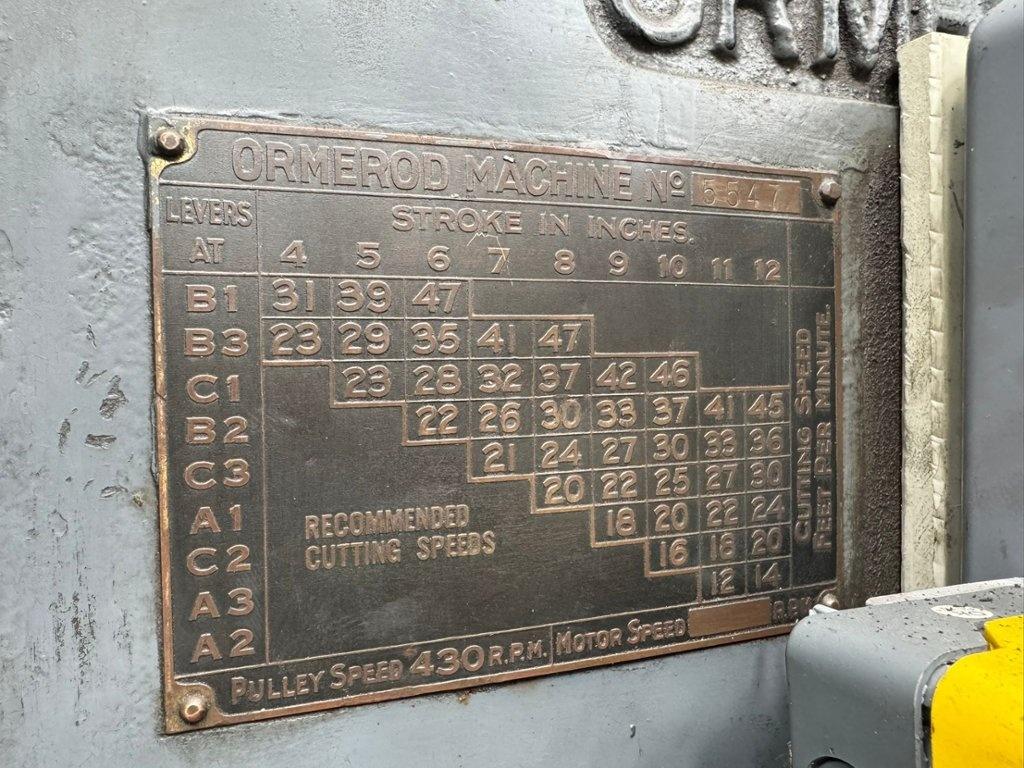 ORM
ORMEROD MACHINE No 5547
LEVERS AT
STROKE IN INCHES.
4 5 6 7 8 9 10 11 12
B1 31 39 47
B3 23 29 35 41 47
C1 23 28 32 37 42 46
B2 22 26 30 33 37 41 45
C3 21 24 27 30 33 36
A1 20 22 25 27 30
C2 18 20 22 24
A3 16 18 20
A2 12 14
CUTTING SPEED
FEET PER MINUTE.
RECOMMENDED
CUTTING SPEEDS
PULLEY SPEED 430 R.P.M. MOTOR SPEED R.P.M